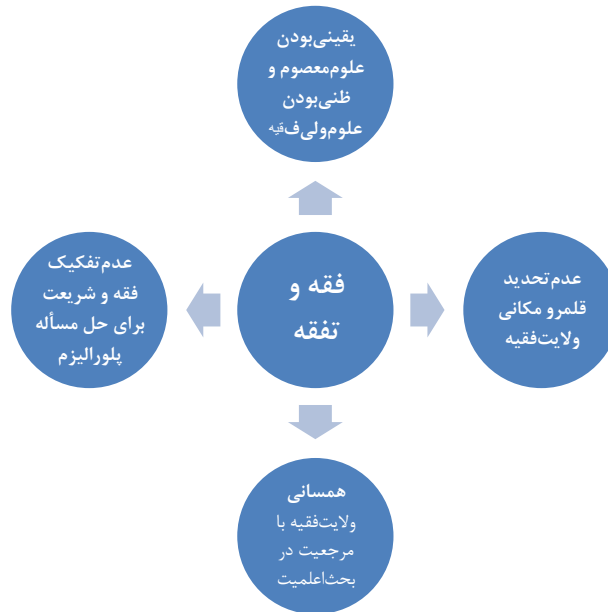 یقینی‌بودن
علوم‌معصوم و
ظنی‌بودن
علوم‌ولی‌فقیه
عدم‌تفکیک
فقه و شریعت
برای حل مسأله
پلورالیزم
فقه و
تفقه
عدم‌تحدید
قلمرو مکانی
ولایت‌فقیه
همسانی
ولایت‌فقیه با
مرجعیت در
بحث‌اعلمیت